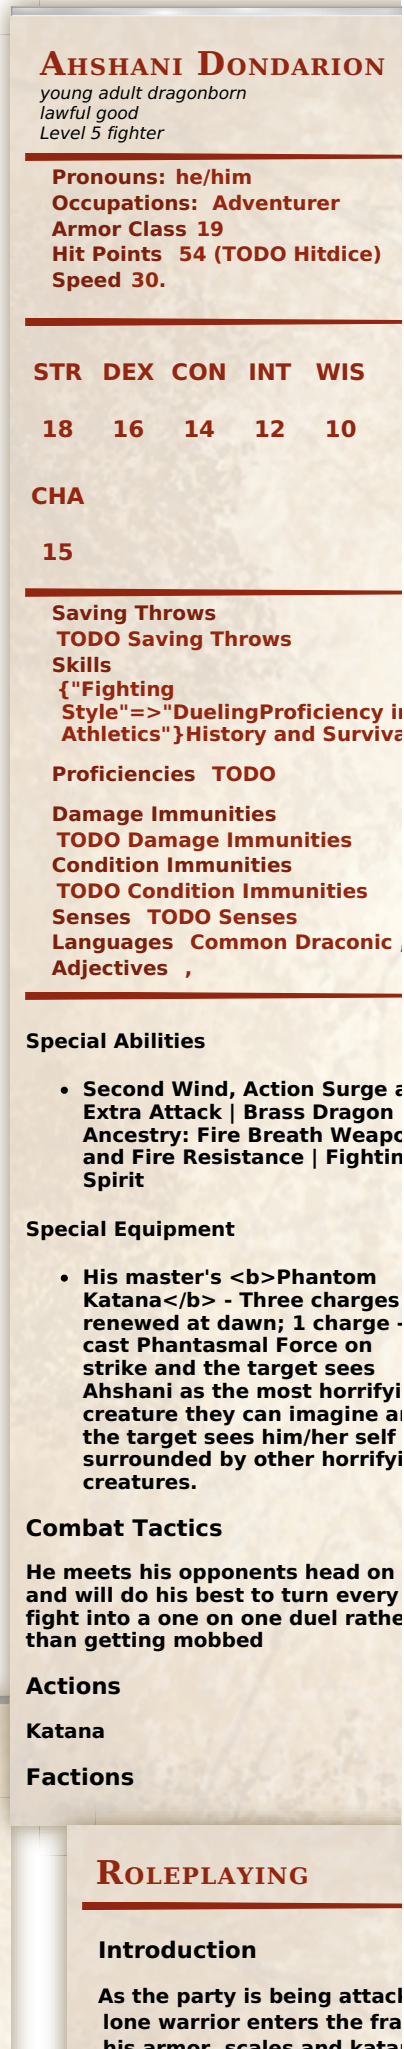 Ahshani Dondarion
young adult dragonborn
lawful good
Level 5 fighter
Pronouns: he/him
Occupations: Adventurer
Armor Class 19
Hit Points 54 (TODO Hitdice)
Speed 30.
STR DEX CON INT WIS
18 16 14 12 10
CHA
15
Saving Throws
TODO Saving Throws
Skills
{"Fighting
Style"=>"DuelingProficiency in
Athletics"}History and Surviva
Proficiencies TODO
Damage Immunities
TODO Damage Immunities
Condition Immunities
TODO Condition Immunities
Senses TODO Senses
Languages Common Draconic ,
Adjectives ,
Special Abilities
• Second Wind, Action Surge a
Extra Attack | Brass Dragon
Ancestry: Fire Breath Weapo
and Fire Resistance | Fightin
Spirit
Special Equipment
• His master's <b>Phantom
Katana</b> - Three charges
renewed at dawn; 1 charge -
cast Phantasmal Force on
strike and the target sees
Ahshani as the most horrifyi
creature they can imagine a
the target sees him/her self
surrounded by other horrifyi
creatures.
Combat Tactics
He meets his opponents head on
and will do his best to turn every
fight into a one on one duel rathe
than getting mobbed
Actions
Katana
Factions
Roleplaying
Introduction
As the party is being attack
lone warrior enters the fra
his armor, scales and kata